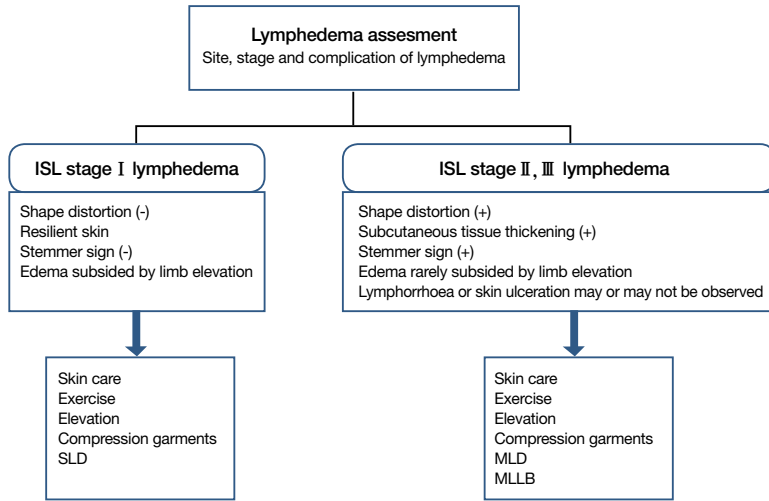 Lymphedema assesment
Site, stage and complication of lymphedema
ISL stage Ⅰ lymphedema
Shape distortion (-)
Resilient skin
Stemmer sign (-)
Edema subsided by limb elevation
Skin care
Exercise
Elevation
Compression garments
SLD
ISL stage Ⅱ, Ⅲ lymphedema
Shape distortion (+)
Subcutaneous tissue thickening (+)
Stemmer sign (+)
Edema rarely subsided by limb elevation
Lymphorrhoea or skin ulceration may or may not be observed
Skin care
Exercise
Elevation
Compression garments
MLD
MLLB